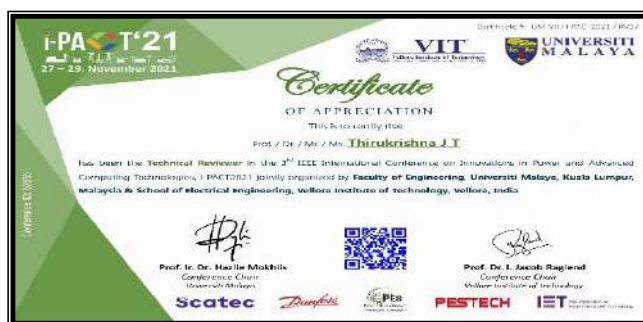 i-PACT'21
27 – 29, November 2021
VIT
Vellore Institute of Technology
UNIVERSITI
MALAYA
Certificate
OF APPRECIATION
This is to certify that
Prof. / Dr. / Mr. / Ms. Thirukrishna J T
has been the Technical Reviewer in the 3rd IEEE International Conference on Innovations in Power and Advanced
Computing Technologies, i-PACT2021 jointly organized by Faculty of Engineering, Universiti Malaya, Kuala Lumpur,
Malaysia & School of Electrical Engineering, Vellore Institute of Technology, Vellore, India
Prof. Ir. Dr. Hazlie Mokhlis
Conference Chair
Universiti Malaya
Prof. Dr. I. Jacob Raglend
Conference Chair
Vellore Institute of Technology
Scatec
Danfoss
PES
PESTECH
IET